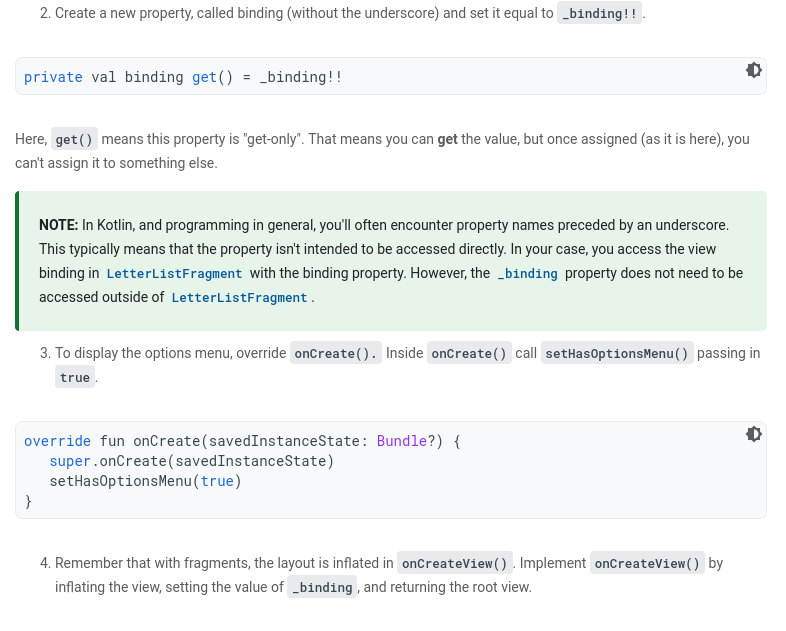 2. Create a new property, called binding (without the underscore) and set it equal to _binding!! .
private val binding get() = _binding!!
Here, get() means this property is "get-only". That means you can get the value, but once assigned (as it is here), you
can't assign it to something else.
NOTE: In Kotlin, and programming in general, you'll often encounter property names preceded by an underscore.
This typically means that the property isn't intended to be accessed directly. In your case, you access the view
binding in LetterListFragment with the binding property. However, the _binding property does not need to be
accessed outside of LetterListFragment .
3. To display the options menu, override onCreate(). Inside onCreate() call setHasOptionsMenu() passing in
true .
override fun onCreate(savedInstanceState: Bundle?) {
super.onCreate(savedInstanceState)
setHasOptionsMenu(true)
}
4. Remember that with fragments, the layout is inflated in onCreateView() . Implement onCreateView() by
inflating the view, setting the value of _binding , and returning the root view.